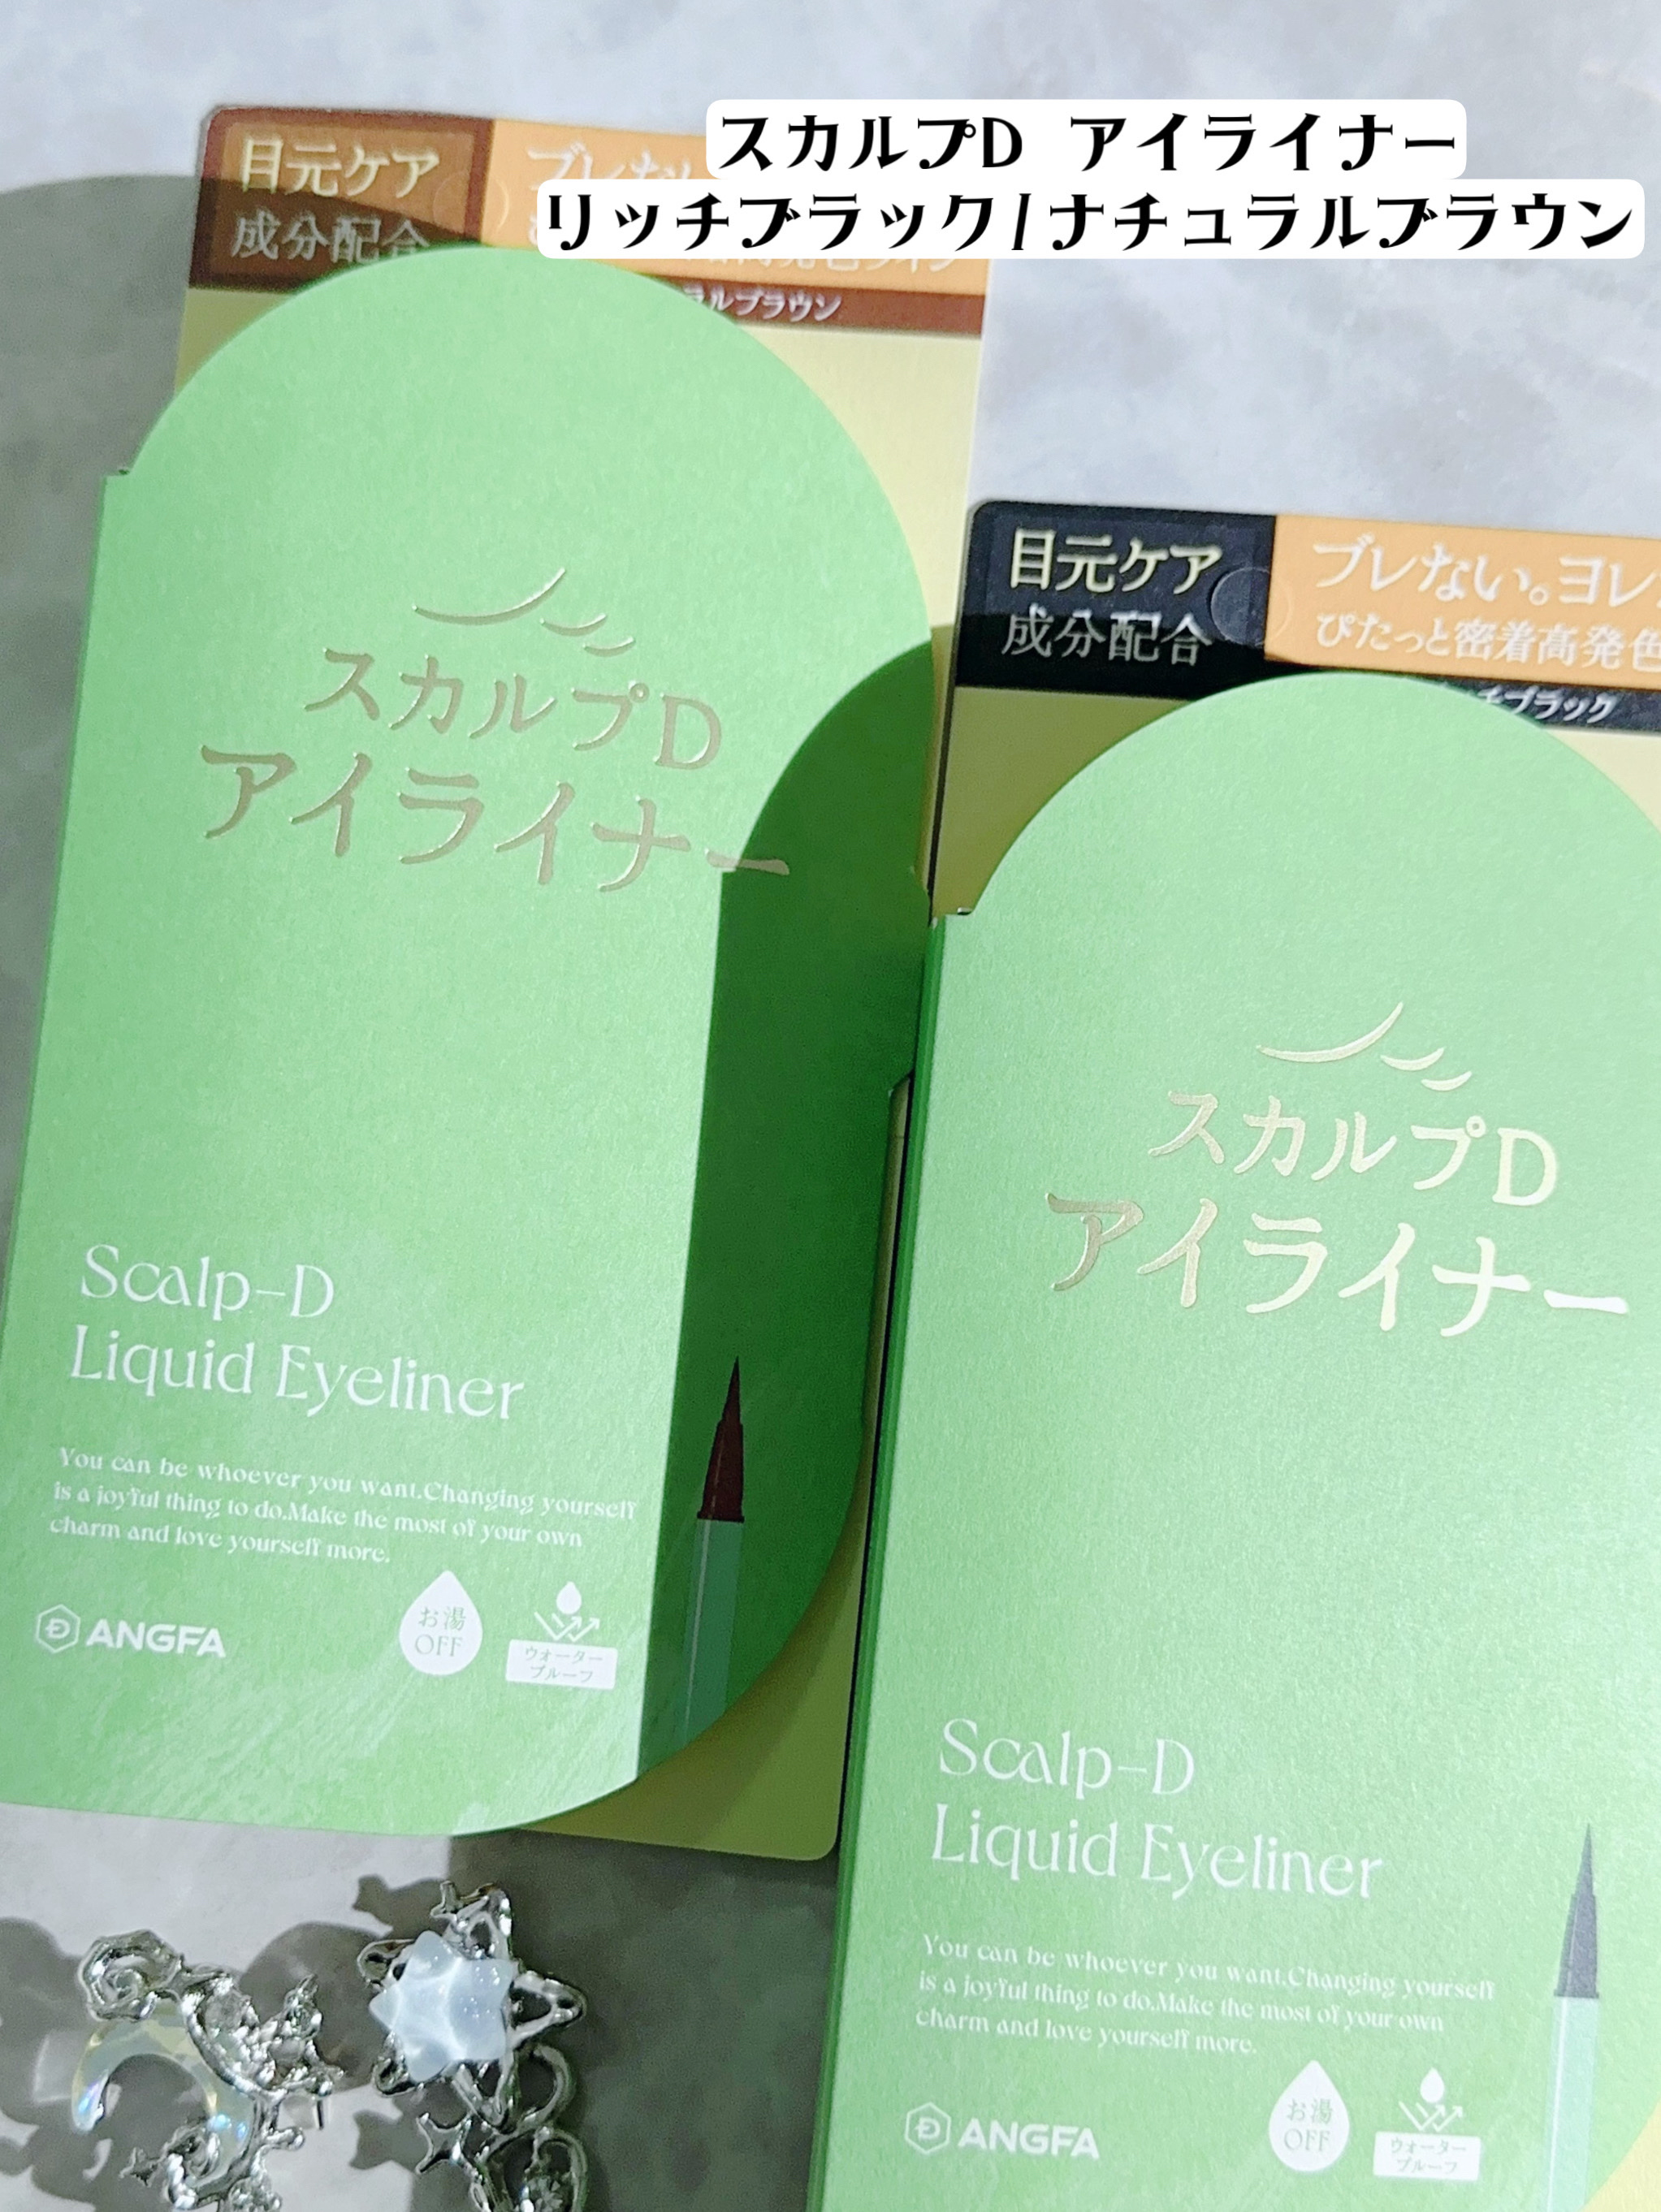 スカルプD アイライナー
リッチブラック/ナチュラルブラウン
目元ケア
成分配合
ブレな
ラルブラウン
スカルプD
アイライナー
Scalp-D
Liquid Eyeliner
You can be whoever you want.Changing yourself
is a joyful thing to do.Make the most of your own
charm and love yourself more.
ANGFA
お湯
OFF
ウォーター
プルーフ
目元ケア
成分配合
ブレない。ヨレ
ぴたっと密着高発色
チブラック
スカルプD
アイライナー
Scalp-D
Liquid Eyeliner
You can be whoever you want.Changing yourself
is a joyful thing to do.Make the most of your own
charm and love yourself more.
ANGFA
お湯
OFF
ウォーター
プルーフ